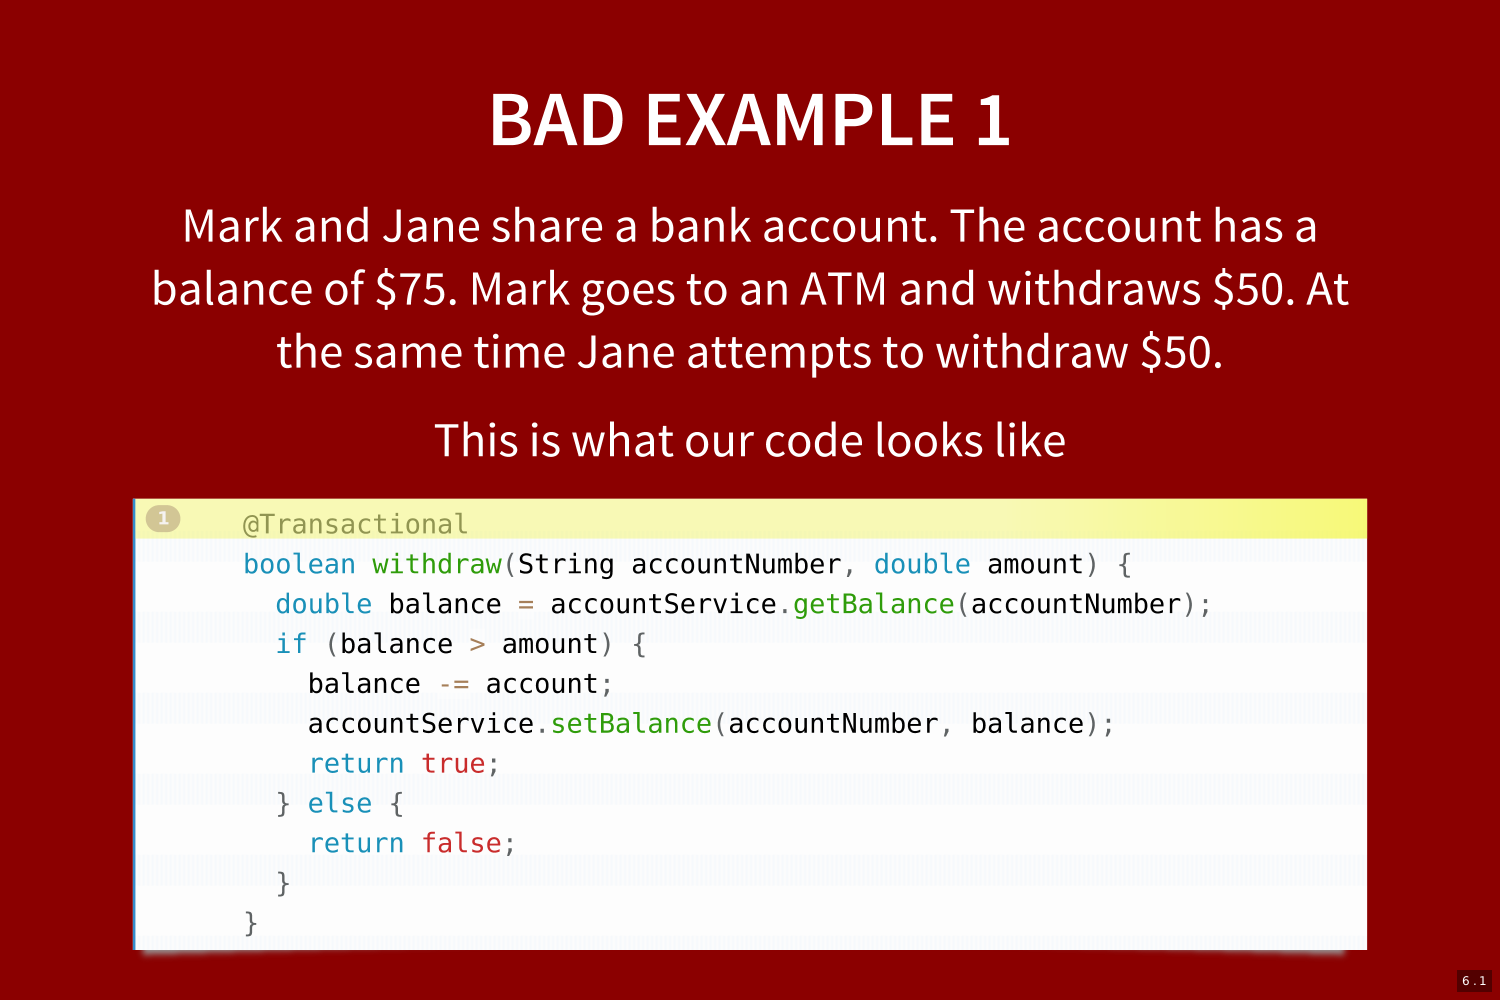 BAD EXAMPLE 1
Mark and Jane share a bank account. The account has a
balance of $75. Mark goes to an ATM and withdraws $50. At
the same time Jane attempts to withdraw $50.
This is what our code looks like
1 @Transactional
boolean withdraw(String accountNumber, double amount) {
  double balance = accountService.getBalance(accountNumber);
  if (balance > amount) {
    balance -= account;
    accountService.setBalance(accountNumber, balance);
    return true;
  } else {
    return false;
  }
}
6.1